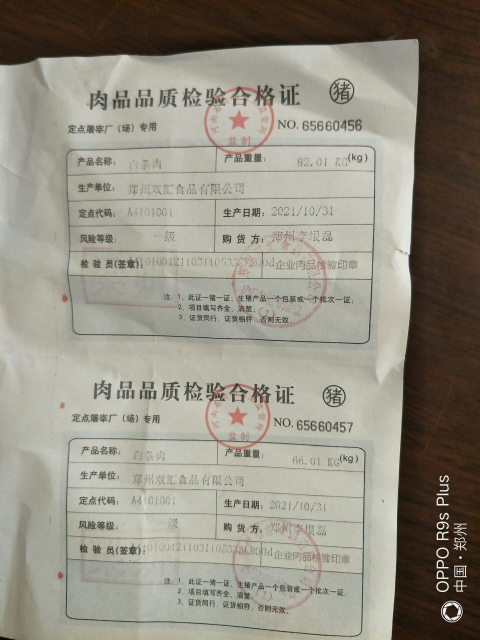 肉品品质检验合格证 猪
定点屠宰厂（场）专用 NO. 65660456
监制
产品名称： 白条肉 产品重量： 92.01 KG (kg)
生产单位： 郑州双汇食品有限公司
定点代码： A4101001 生产日期： 2021/10/31
风险等级： 一级 购货方： 郑州李垠磊
检验员(签章)： 企业肉品检验印章
注：1、此证一猪一证，生猪产品一个包装或一个批次一证；
2、项目填写齐全、清楚。
3、证货同行，证货相符，否则无效。
肉品品质检验合格证 猪
定点屠宰厂（场）专用 NO. 65660457
监制
产品名称： 白条肉 产品重量： 66.01 KG (kg)
生产单位： 郑州双汇食品有限公司
定点代码： A4101001 生产日期： 2021/10/31
风险等级： 一级 购货方： 郑州李垠磊
检验员(签章)： 企业肉品检验印章
注：1、此证一猪一证，生猪产品一个包装或一个批次一证；
2、项目填写齐全、清楚。
3、证货同行，证货相符，否则无效。
OPPO R9s Plus
中国·郑州